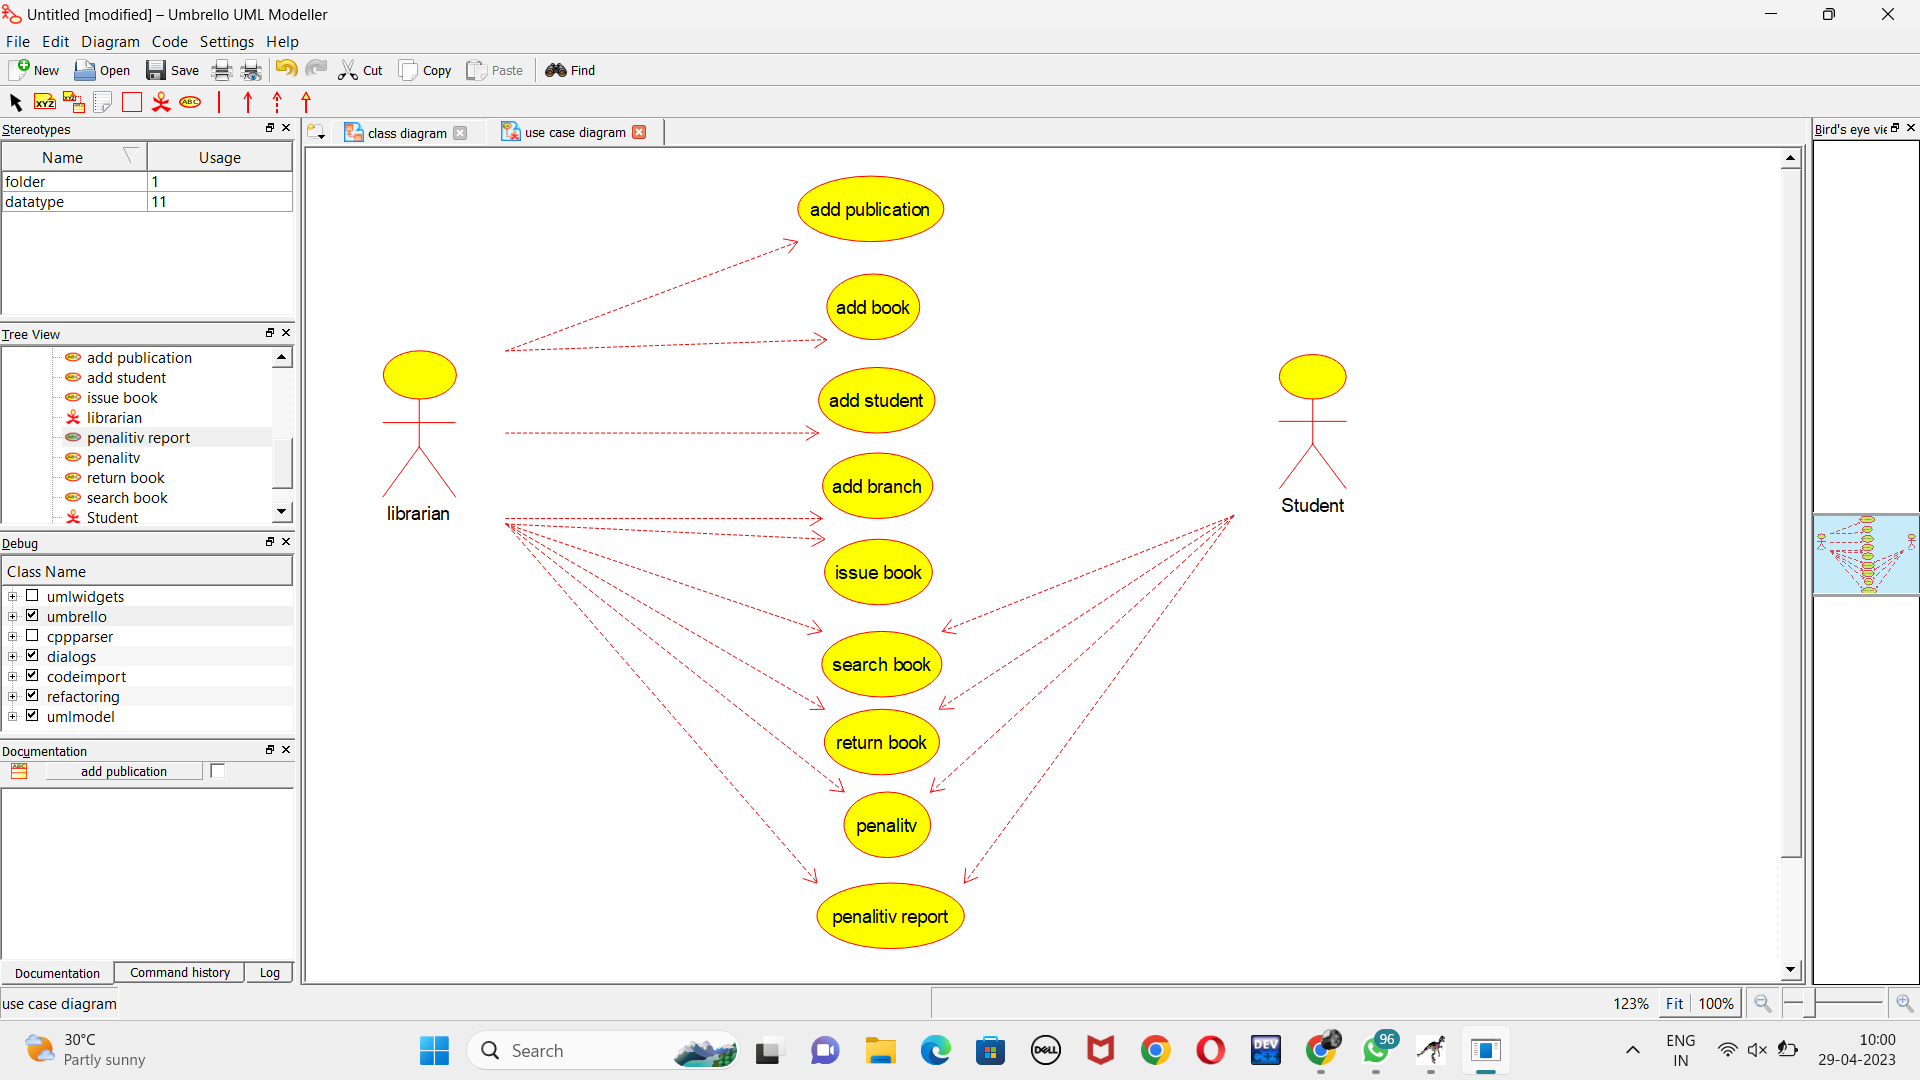 Untitled [modified] – Umbrello UML Modeller
File Edit Diagram Code Settings Help
New Open Save Cut Copy Paste Find
XYZ XYZ ABC
Stereotypes
Name Usage
folder 1
datatype 11
Tree View
add publication
add student
issue book
librarian
penalitiv report
penalitv
return book
search book
Student
Debug
Class Name
umlwidgets
umbrello
cppparser
dialogs
codeimport
refactoring
umlmodel
Documentation
add publication
Documentation Command history Log
class diagram use case diagram
add publication
add book
add student
add branch
issue book
search book
return book
penalitv
penalitiv report
librarian
Student
Bird's eye vie
use case diagram
123% Fit 100%
30°C
Partly sunny
Search
DELL
DEV
C++
96
ENG
IN
10:00
29-04-2023